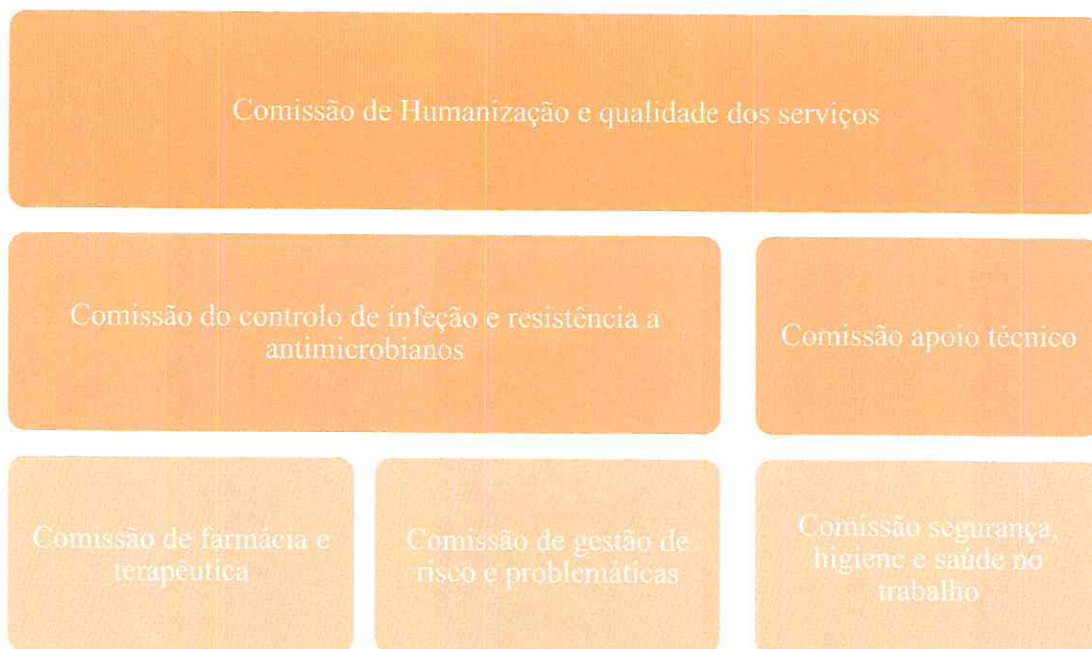 Comissão de Humanização e qualidade dos serviços
Comissão do controlo de infeção e resistência a
antimicrobianos
Comissão apoio técnico
Comissão de farmácia e
terapêutica
Comissão de gestão de
risco e problemáticas
Comissão segurança,
higiene e saúde no
trabalho